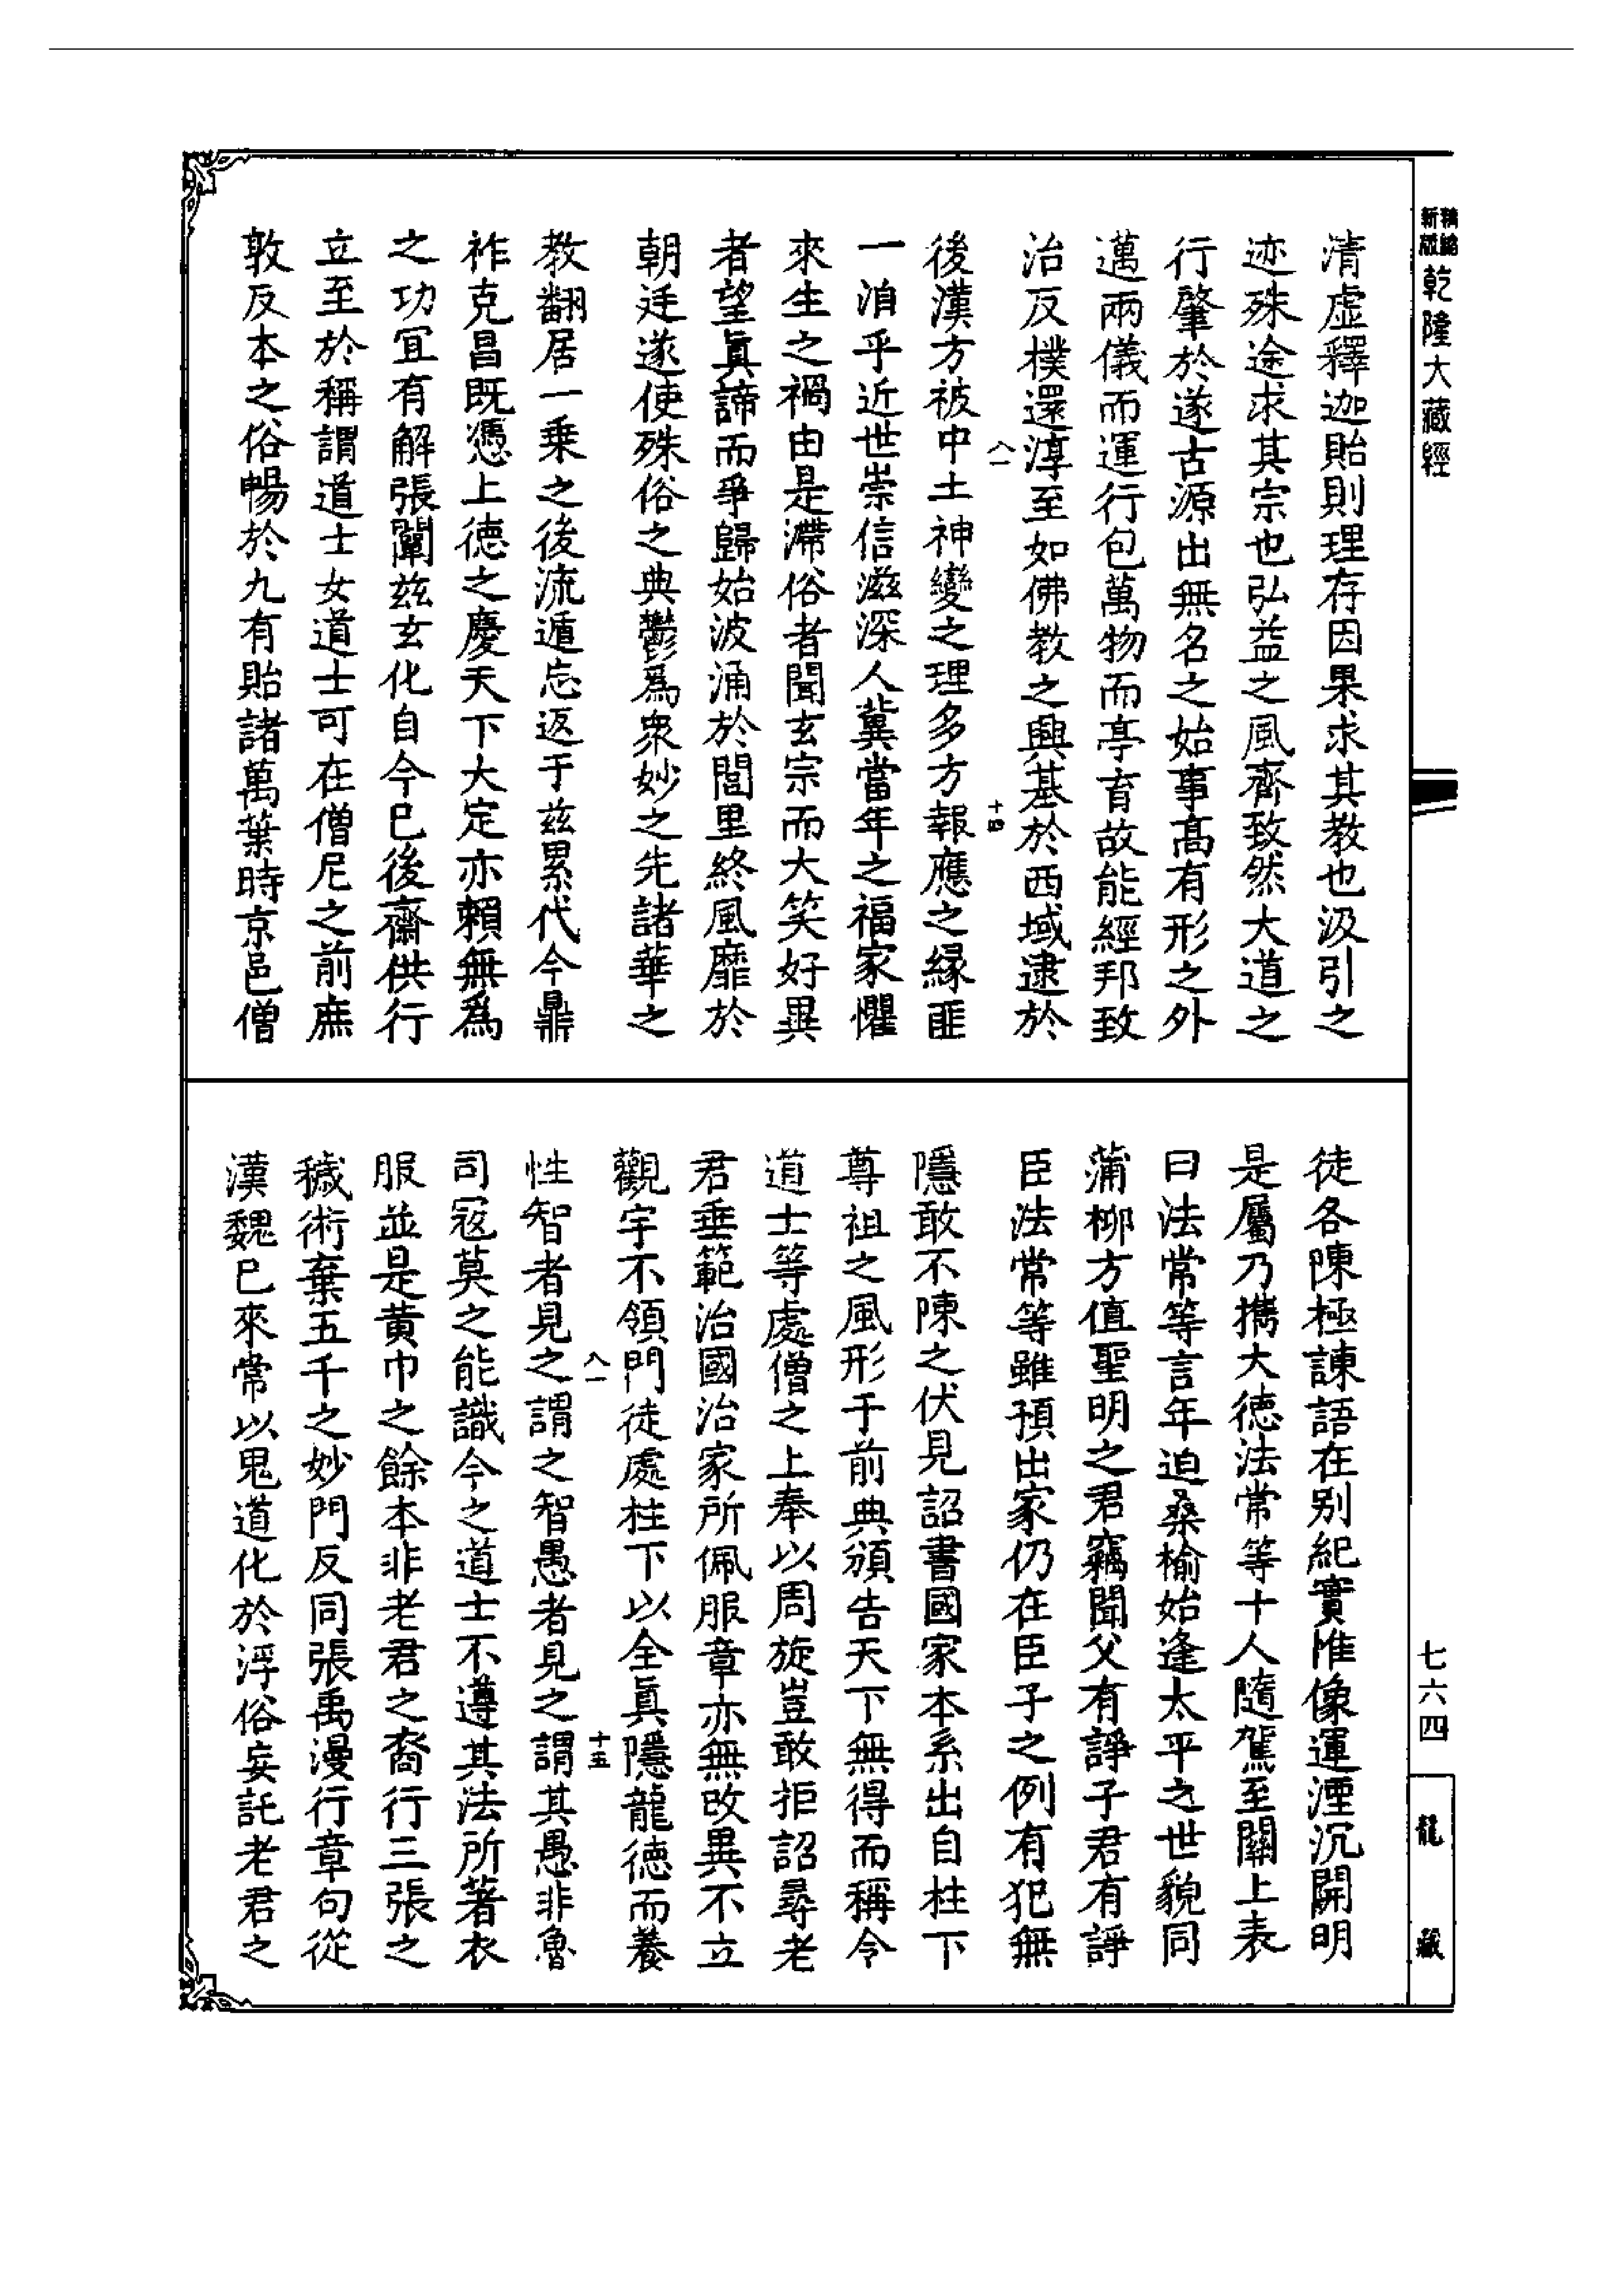 新編縮版乾隆大藏經
清虛釋迦貽則理存因果求其教也汲引之
迹殊途求其宗也弘益之風齊致然大道之
行肇於遂古源出無名之始事高有形之外
邁兩儀而運行包萬物而亭育故能經邦致
治反樸還淳至如佛教之興基於西域逮於
八一 十四
後漢方被中土神變之理多方報應之緣匪
一洎乎近世崇信滋深人冀當年之福家懼
來生之禍由是滯俗者聞玄宗而大笑好異
者望眞諦而爭歸始波涌於閭里終風靡於
朝廷遂使殊俗之典鬱爲衆妙之先諸華之
教翻居一乗之後流遁忘返于兹累代今鼎
祚克昌既憑上德之慶天下大定亦賴無爲
之功宜有解張闡兹玄化自今已後齋供行
立至於稱謂道士女道士可在僧尼之前庶
敦反本之俗暢於九有貽諸萬葉時京邑僧
徒各陳極諫語在别紀實惟像運湮沉開明
是屬乃攜大德法常等十人隨駕至關上表
曰法常等言年迫桑榆始逢太平之世貌同
蒲柳方值聖明之君竊聞父有諍子君有諍
臣法常等雖預出家仍在臣子之例有犯無
隱敢不陳之伏見詔書國家本系出自柱下
尊祖之風形于前典頒告天下無得而稱令
道士等處僧之上奉以周旋豈敢拒詔尋老
君垂範治國治家所佩服章亦無改異不立
觀宇不領門徒處柱下以全眞隱龍德而養
八一 十五
性智者見之謂之智愚者見之謂其愚非魯
司寇莫之能識今之道士不遵其法所著衣
服並是黄巾之餘本非老君之裔行三張之
穢術棄五千之妙門反同張禹漫行章句從
漢魏已來常以鬼道化於浮俗妄託老君之
七六四
龍藏